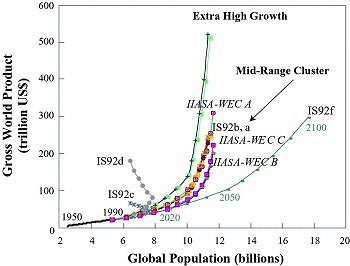 Extra High Growth
600
500
400
300
200
100
0
Gross World Product
(trillion US$)
IIASA-WEC A
Mid-Range Cluster
IS92f
2100
IS92b, a
IIASA-WEC C
IIASA-WEC B
IS92d
IS92c
1950
1990
2020
2050
2 4 6 8 10 12 14 16 18 20
Global Population (billions)